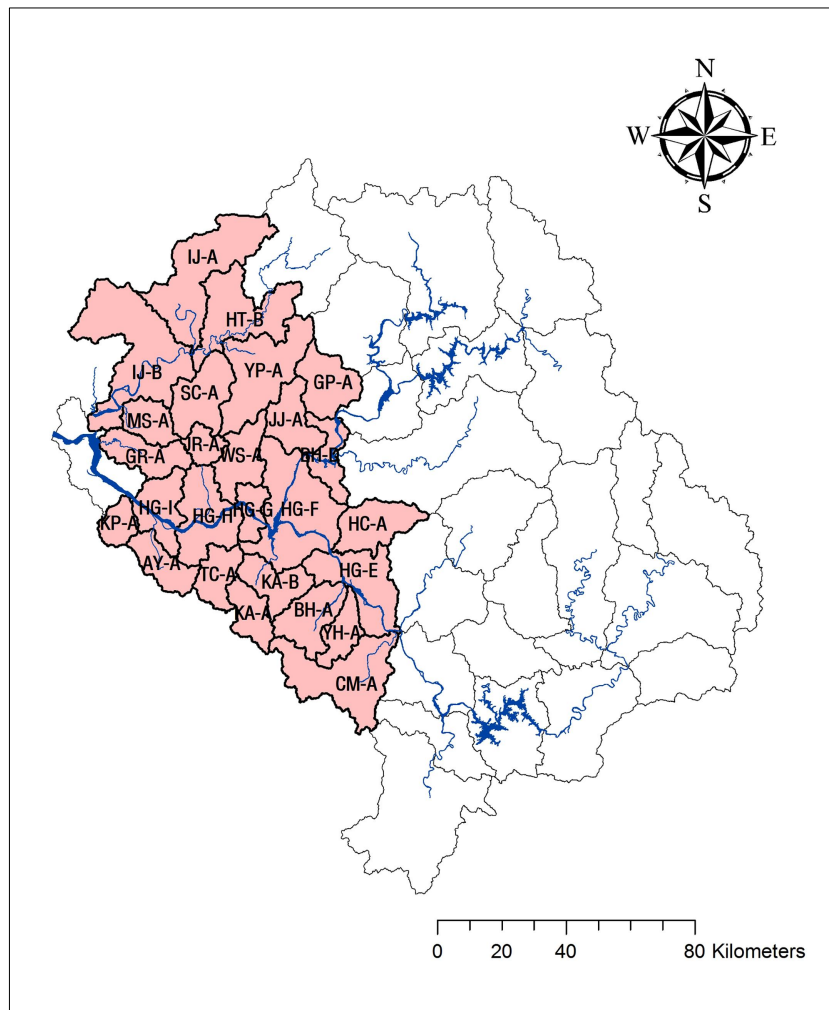 N
W E
S
IJ-A
HT-B
IJ-B
YP-A
GP-A
SC-A
MS-A
JJ-A
JR-A
GR-A
WS-A
BH-B
HG-I
HG-G
HG-F
KP-A
HG-H
HC-A
AY-A
TC-A
KA-B
HG-E
KA-A
BH-A
YH-A
CM-A
0 20 40 80 Kilometers